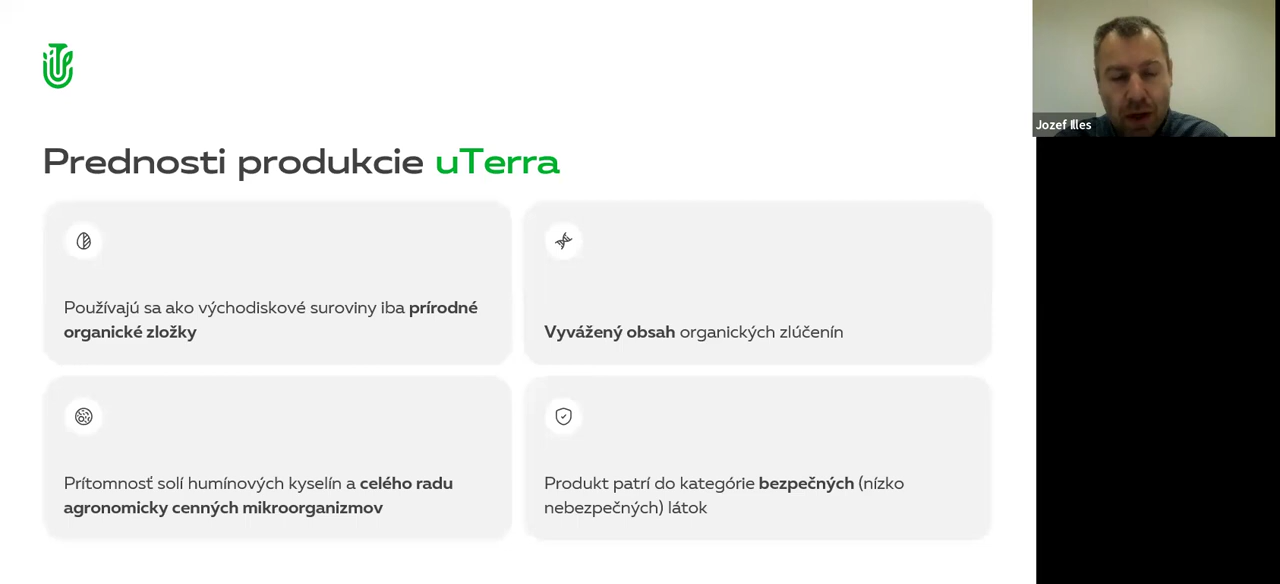 Prednosti produkcie uTerra
Používajú sa ako východiskové suroviny iba prírodné
organické zložky
Vyvážený obsah organických zlúčenín
Prítomnosť solí humínových kyselín a celého radu
agronomicky cenných mikroorganizmov
Produkt patrí do kategórie bezpečných (nízko
nebezpečných) látok
Jozef Illes